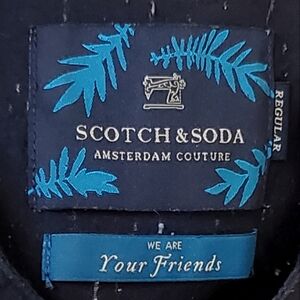 SCOTCH & SODA
AMSTERDAM COUTURE
REGULAR
WE ARE
Your Friends